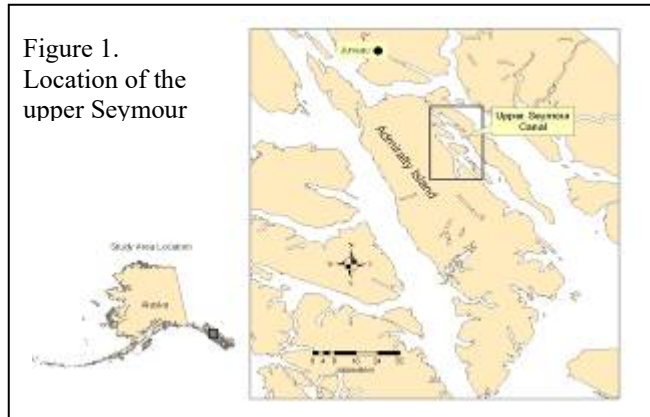 Figure 1.
Location of the
upper Seymour
Juneau
Upper Seymour
Canal
Admiralty Island
Study Area Location
Alaska